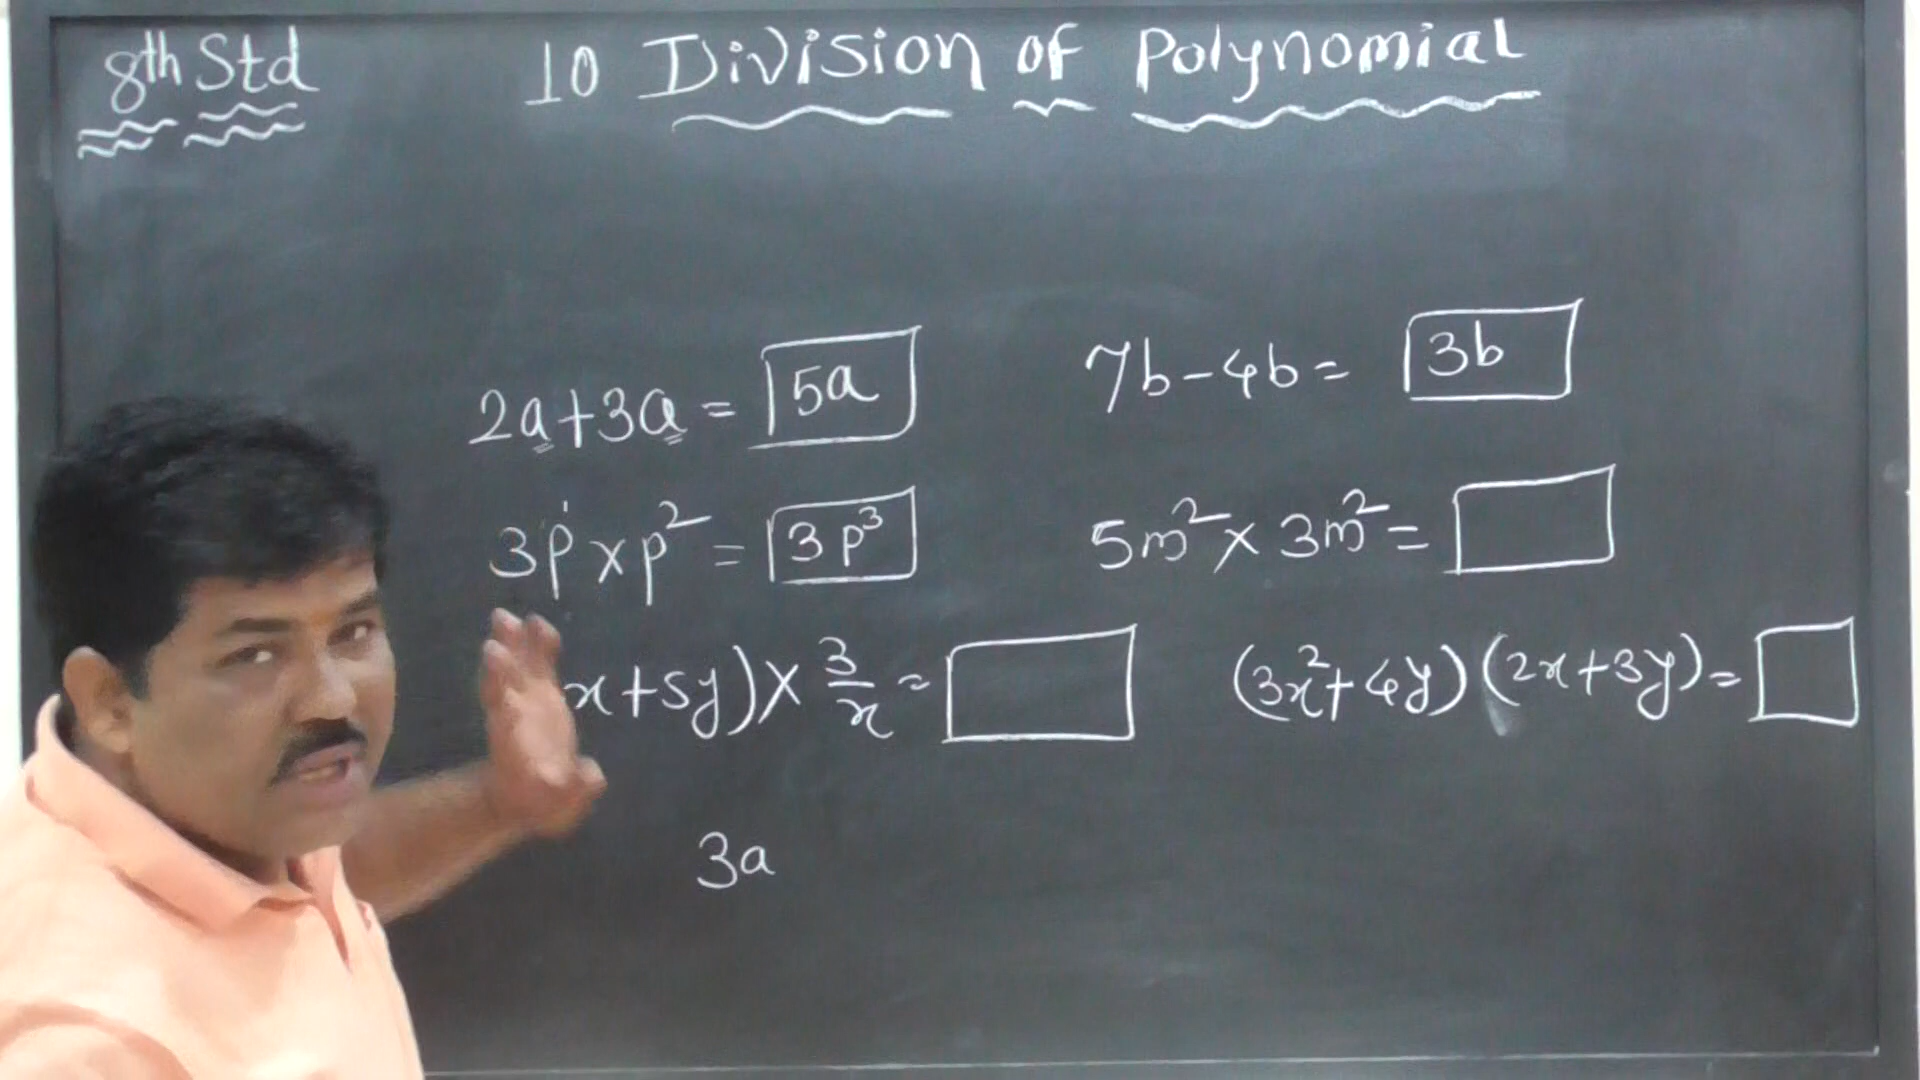 8th Std 10 Division of Polynomial
2a+3a = 5a 7b-4b= 3b
3p¹×p² = 3p³ 5m²×3m²=
x+5y)×3/x = (3x²+4y)(2x+3y)=
3a